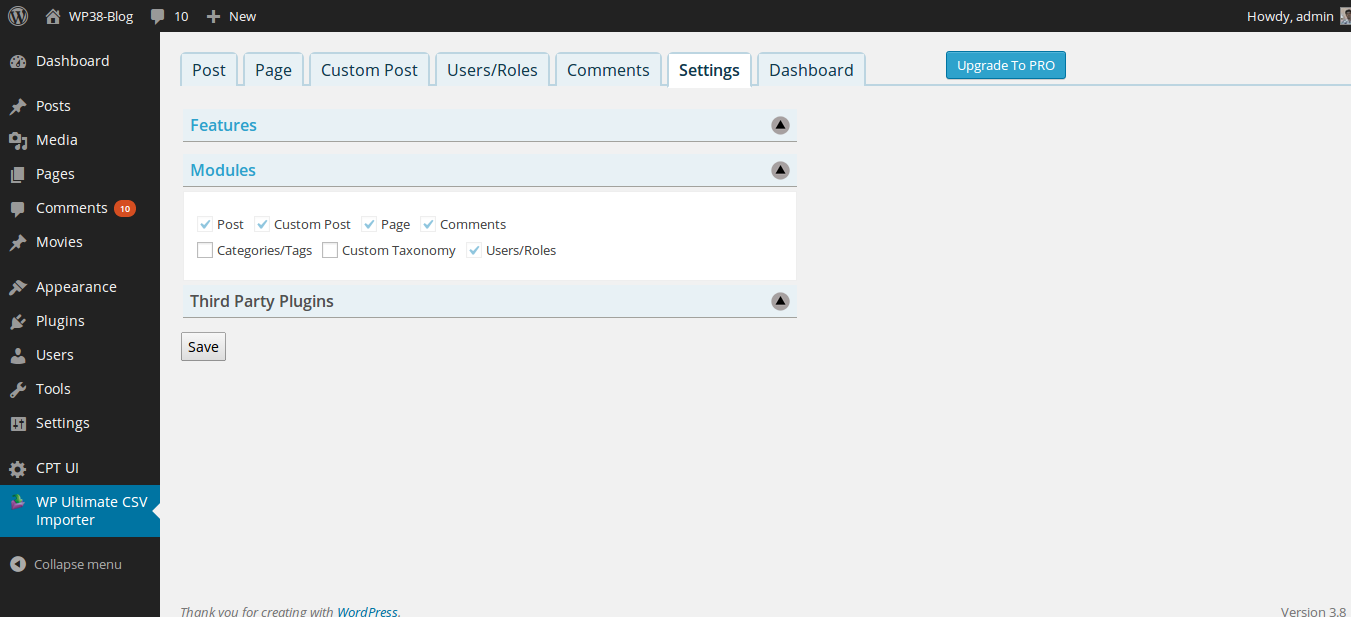 WP38-Blog 10 New Howdy, admin
Dashboard
Posts
Media
Pages
Comments 10
Movies
Appearance
Plugins
Users
Tools
Settings
CPT UI
WP Ultimate CSV
Importer
Collapse menu
Post Page Custom Post Users/Roles Comments Settings Dashboard Upgrade To PRO
Features
Modules
Post Custom Post Page Comments
Categories/Tags Custom Taxonomy Users/Roles
Third Party Plugins
Save
Thank you for creating with WordPress. Version 3.8